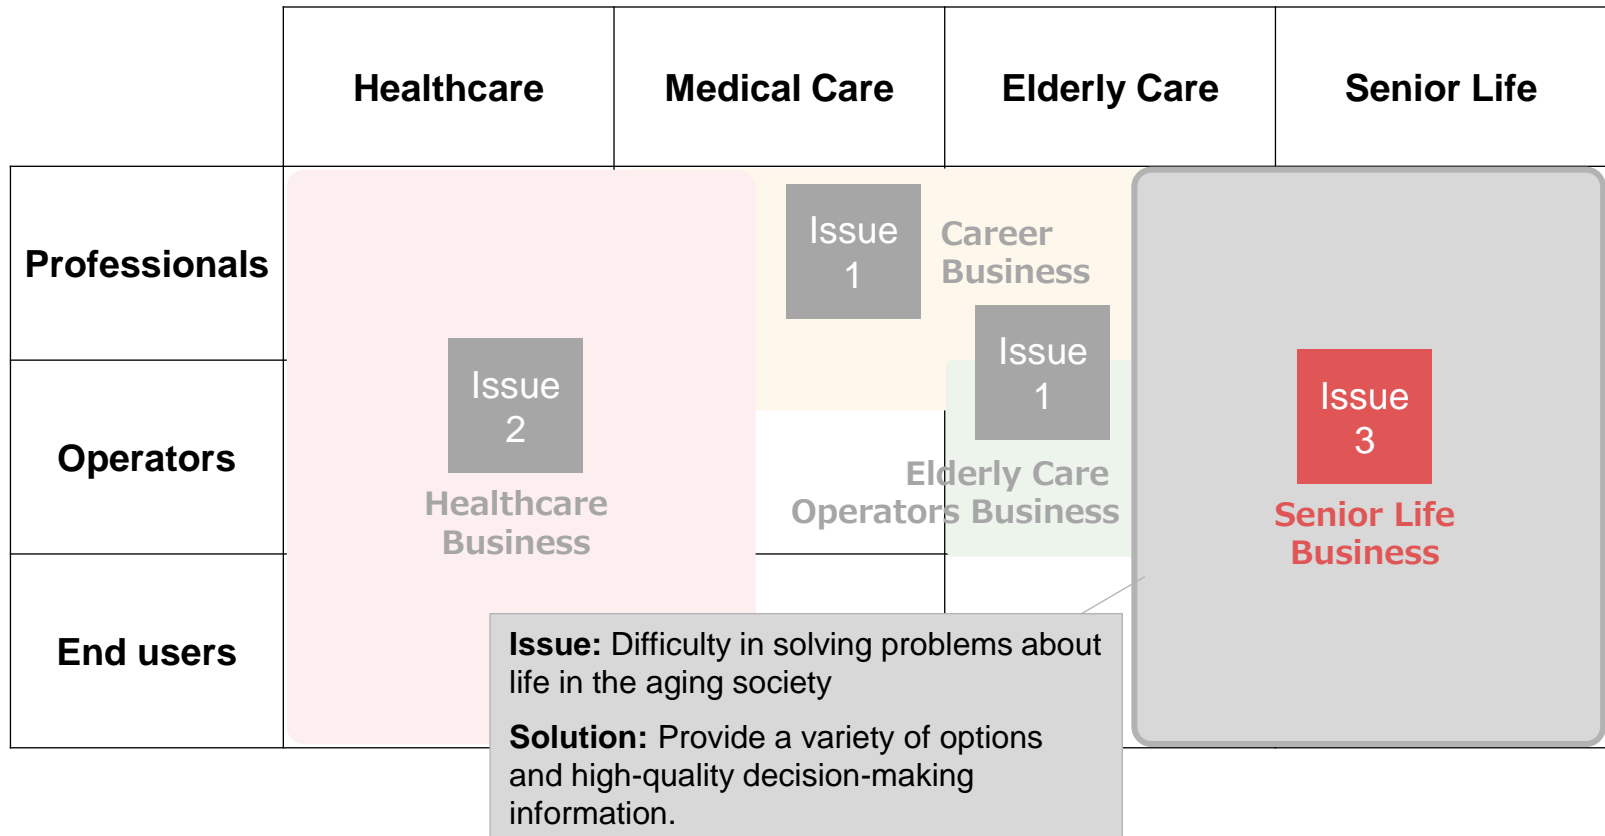 Healthcare
Medical Care
Elderly Care
Senior Life
Professionals
Operators
End users
Issue
1
Career
Business
Issue
1
Elderly Care
Operators Business
Issue
2
Healthcare
Business
Issue
3
Senior Life
Business
Issue: Difficulty in solving problems about
life in the aging society
Solution: Provide a variety of options
and high-quality decision-making
information.